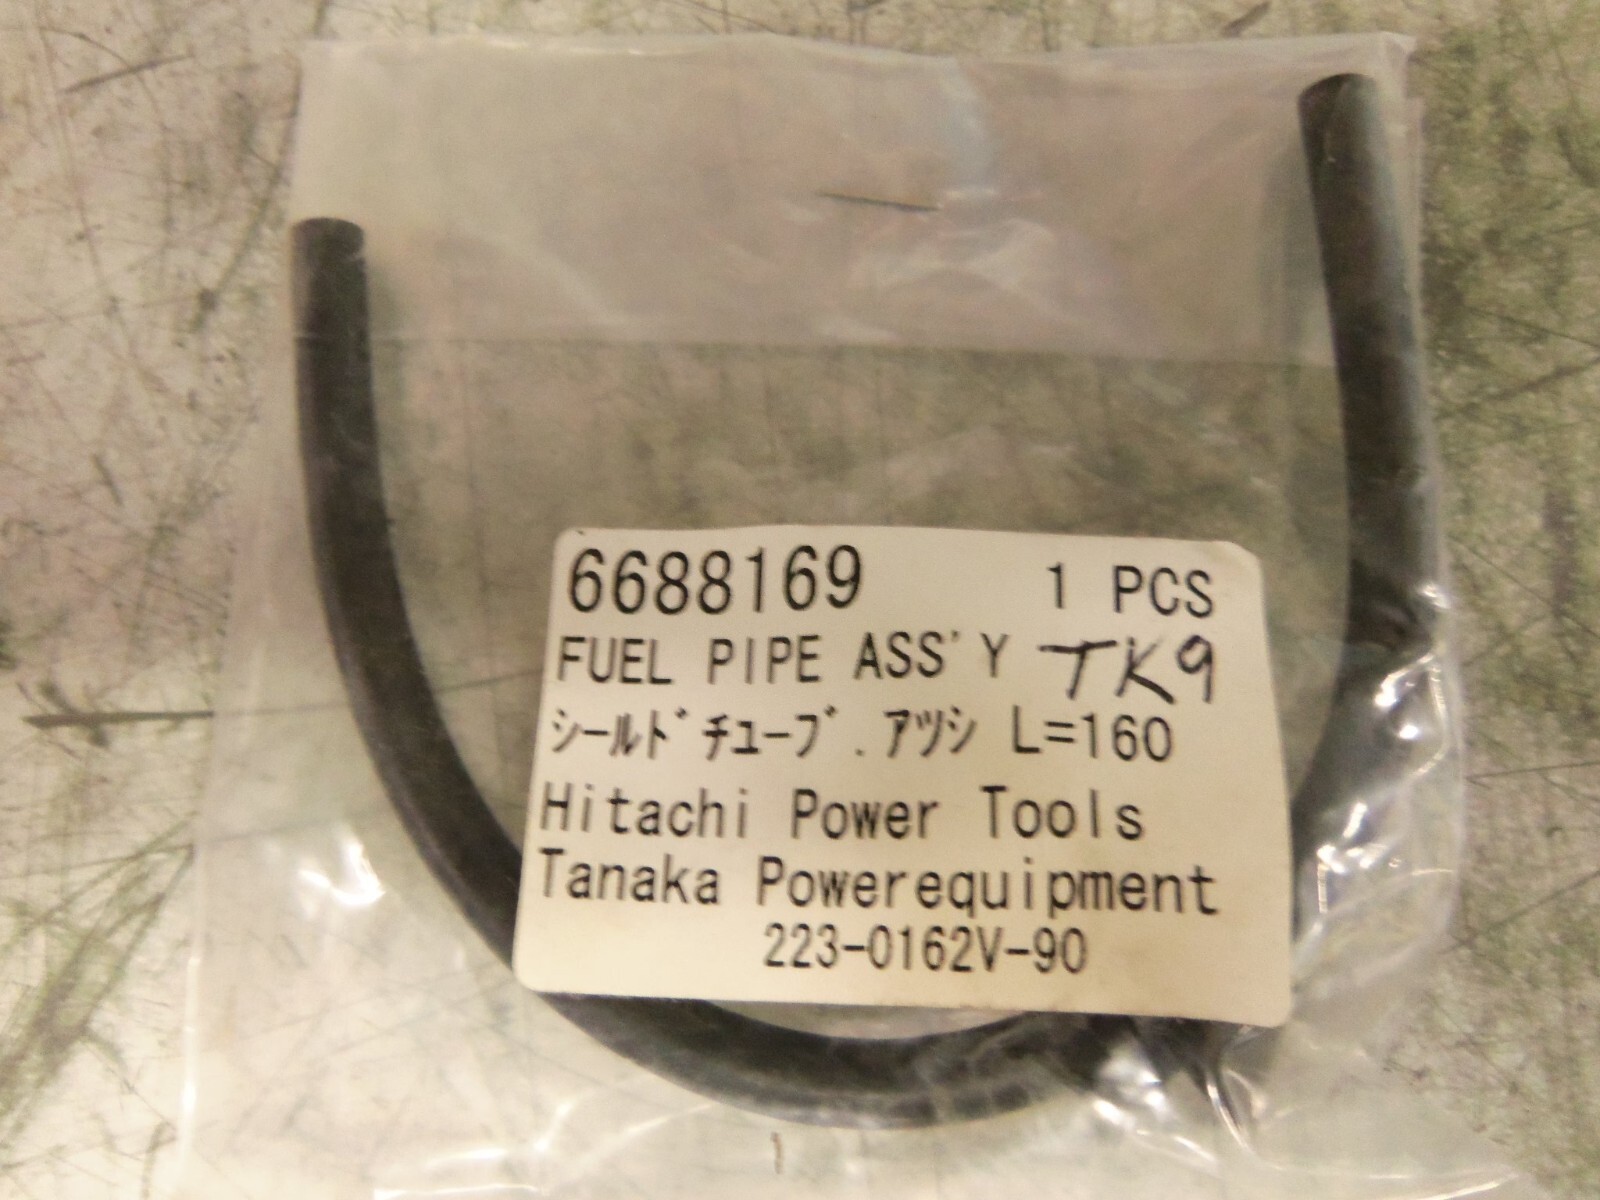 6688169 1 PCS
FUEL PIPE ASS'Y TK9
ｼｰﾙﾄﾞﾁｭｰﾌﾞ.ｱﾂｼ L=160
Hitachi Power Tools
Tanaka Powerequipment
223-0162V-90